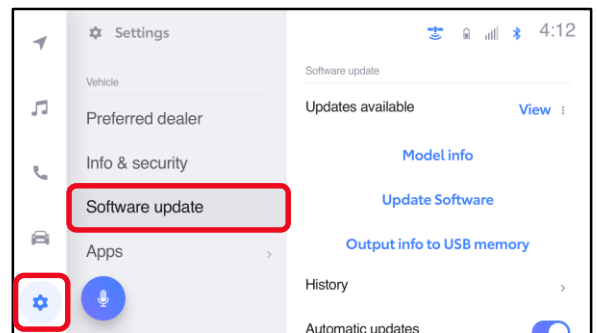 Settings
4:12
Vehicle
Preferred dealer
Info & security
Software update
Apps
Software update
Updates available View
Model info
Update Software
Output info to USB memory
History
Automatic updates